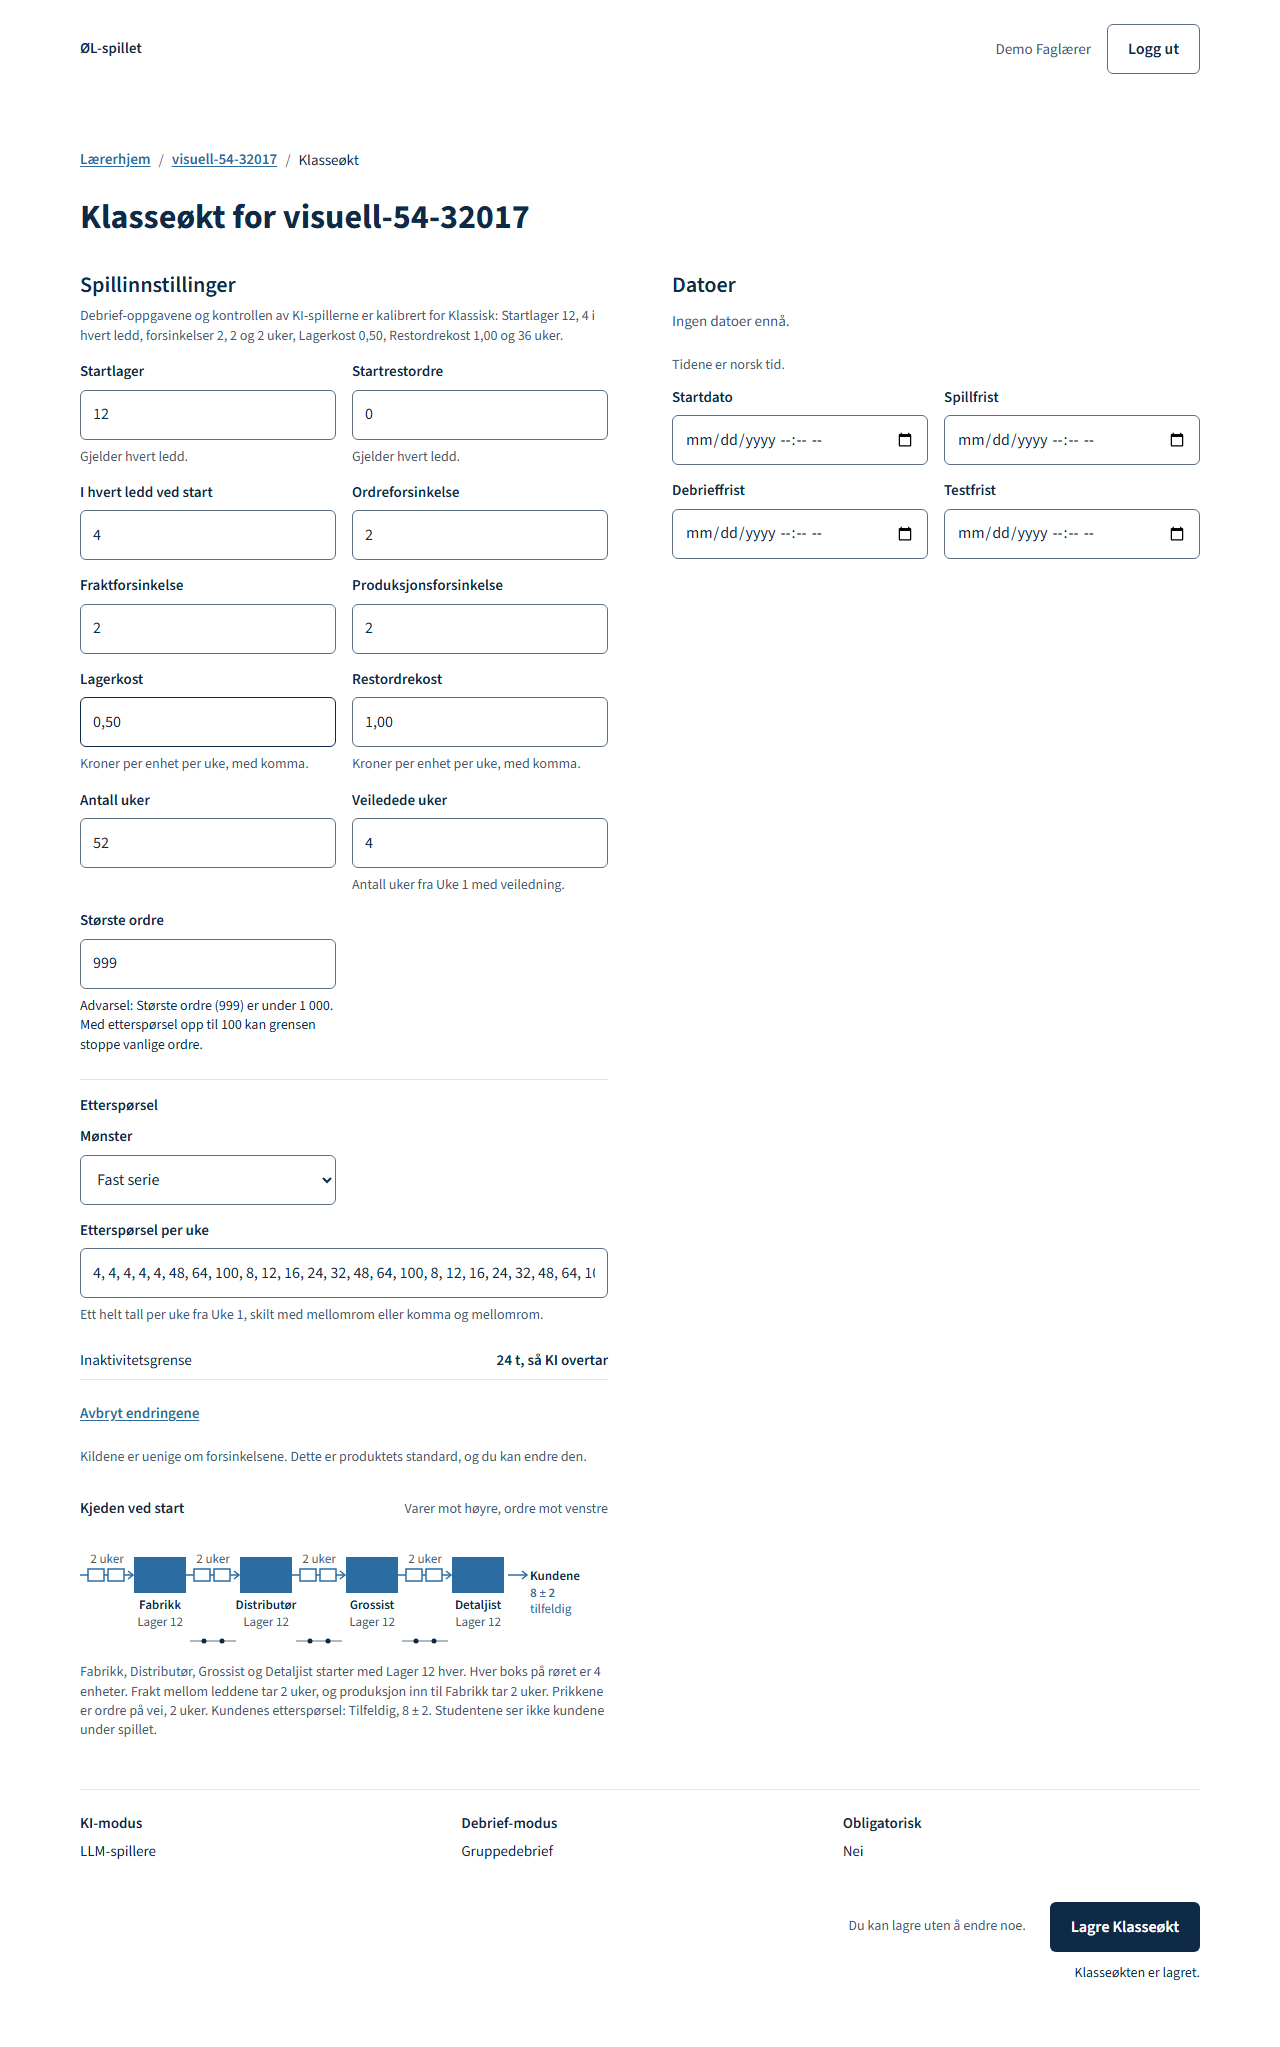 ØL-spillet
Demo Faglærer
Logg ut
Lærerhjem / visuell-54-32017 / Klasseøkt
Klasseøkt for visuell-54-32017
Spillinnstillinger
Debrief-oppgavene og kontrollen av KI-spillerne er kalibrert for Klassisk: Startlager 12, 4 i
hvert ledd, forsinkelser 2, 2 og 2 uker, Lagerkost 0,50, Restordrekost 1,00 og 36 uker.
Startlager
12
Gjelder hvert ledd.
Startrestordre
0
Gjelder hvert ledd.
I hvert ledd ved start
4
Ordreforsinkelse
2
Fraktforsinkelse
2
Produksjonsforsinkelse
2
Lagerkost
0,50
Kroner per enhet per uke, med komma.
Restordrekost
1,00
Kroner per enhet per uke, med komma.
Antall uker
52
Veiledede uker
4
Antall uker fra Uke 1 med veiledning.
Største ordre
999
Advarsel: Største ordre (999) er under 1 000.
Med etterspørsel opp til 100 kan grensen
stoppe vanlige ordre.
Etterspørsel
Mønster
Fast serie
Etterspørsel per uke
4, 4, 4, 4, 4, 48, 64, 100, 8, 12, 16, 24, 32, 48, 64, 100, 8, 12, 16, 24, 32, 48, 64,
Ett helt tall per uke fra Uke 1, skilt med mellomrom eller komma og mellomrom.
Inaktivitetsgrense
24 t, så KI overtar
Avbryt endringene
Kildene er uenige om forsinkelsene. Dette er produktets standard, og du kan endre den.
Kjeden ved start
Varer mot høyre, ordre mot venstre
2 uker
2 uker
2 uker
2 uker
Fabrikk
Lager 12
Distributør
Lager 12
Grossist
Lager 12
Detaljist
Lager 12
Kundene
8 ± 2
tilfeldig
Fabrikk, Distributør, Grossist og Detaljist starter med Lager 12 hver. Hver boks på røret er 4
enheter. Frakt mellom leddene tar 2 uker, og produksjon inn til Fabrikk tar 2 uker. Prikkene
er ordre på vei, 2 uker. Kundenes etterspørsel: Tilfeldig, 8 ± 2. Studentene ser ikke kundene
under spillet.
Datoer
Ingen datoer ennå.
Tidene er norsk tid.
Startdato
mm/dd/yyyy --:-- --
Spillfrist
mm/dd/yyyy --:-- --
Debrieffrist
mm/dd/yyyy --:-- --
Testfrist
mm/dd/yyyy --:-- --
KI-modus
LLM-spillere
Debrief-modus
Gruppedebrief
Obligatorisk
Nei
Du kan lagre uten å endre noe.
Lagre Klasseøkt
Klasseøkten er lagret.